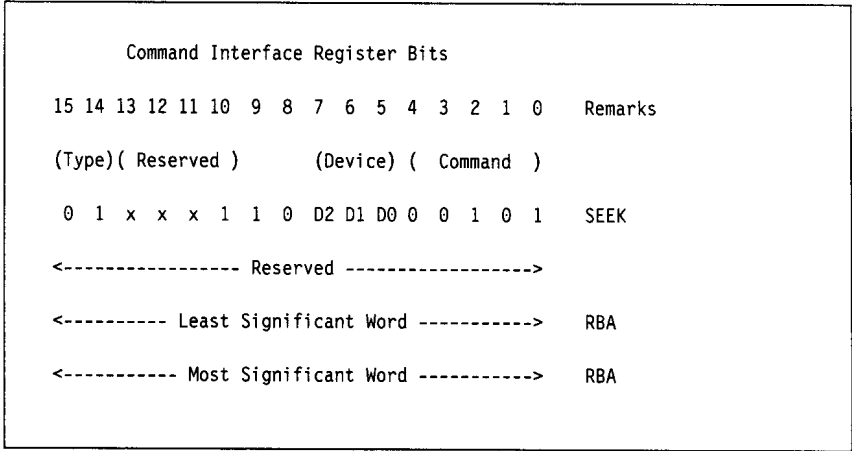 Command Interface Register Bits
15 14 13 12 11 10 9 8 7 6 5 4 3 2 1 0 Remarks
(Type)( Reserved ) (Device) ( Command )
0 1 x x x 1 1 0 D2 D1 D0 0 0 1 0 1 SEEK
<----------------- Reserved ------------------>
<---------- Least Significant Word -----------> RBA
<----------- Most Significant Word -----------> RBA